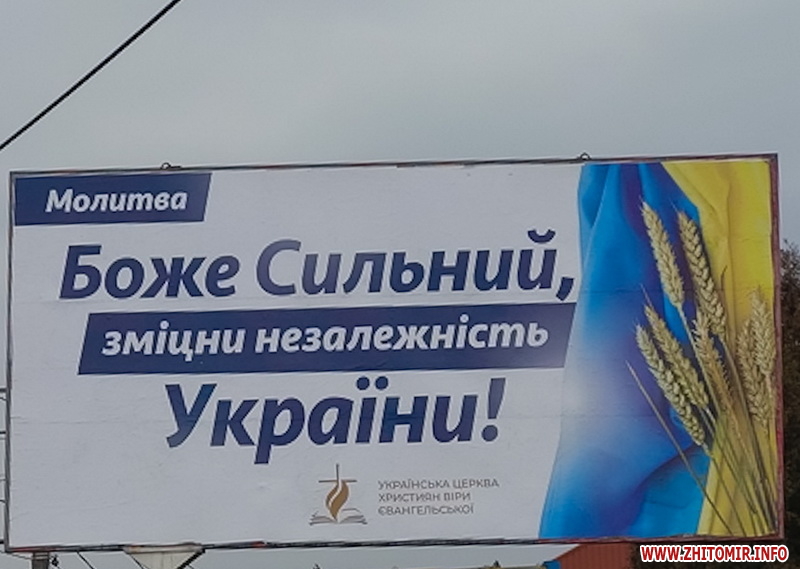 Молитва
Боже Сильний,
зміцни незалежність
України!
УКРАЇНСЬКА ЦЕРКВА
ХРИСТИЯН ВІРИ
ЄВАНГЕЛЬСЬКОЇ
WWW.ZHITOMIR.INFO